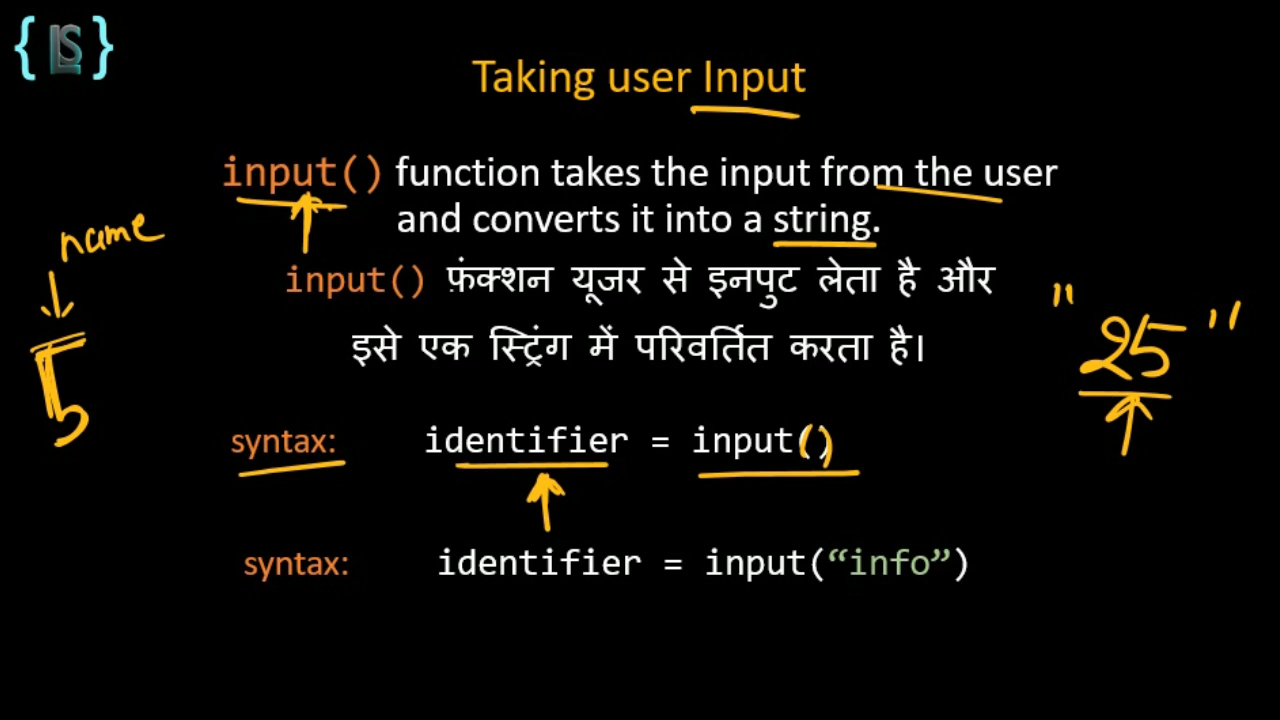 { LS }
Taking user Input
input() function takes the input from the user
and converts it into a string.
name
input() फ़ंक्शन यूजर से इनपुट लेता है और
" 25 "
इसे एक स्ट्रिंग में परिवर्तित करता है।
5
syntax: identifier = input()
syntax: identifier = input(“info”)